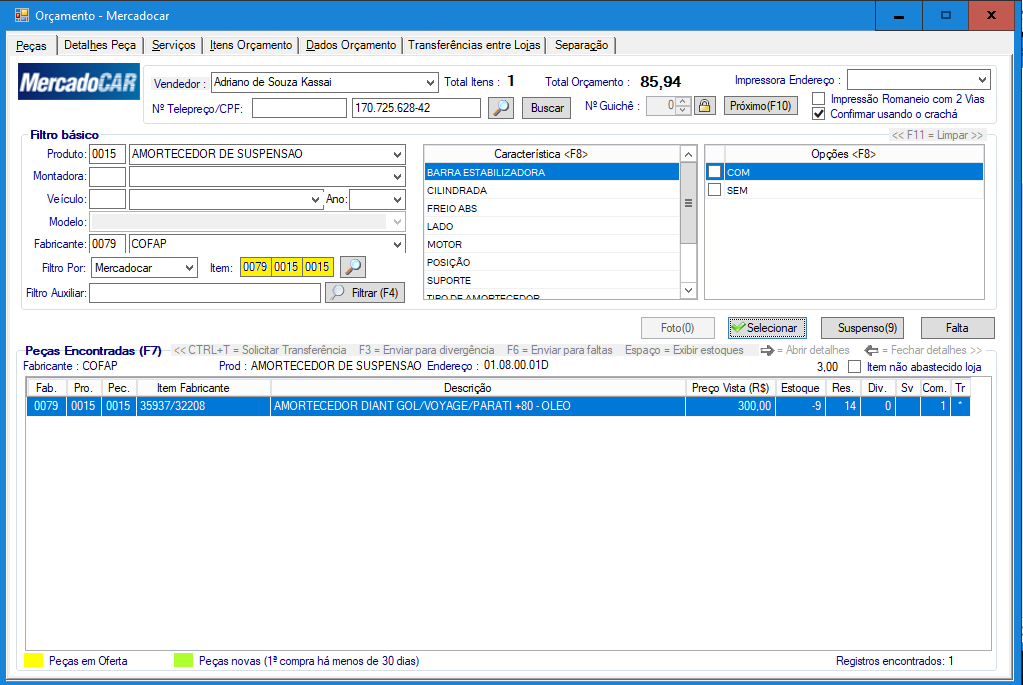 Orçamento - Mercadocar
Peças Detalhes Peça Serviços Itens Orçamento Dados Orçamento Transferências entre Lojas Separação
MercadoCAR
Vendedor : Adriano de Souza Kassai Total Itens : 1 Total Orçamento : 85,94 Impressora Endereço :
Nº Telepreço/CPF: 170.725.628-42 Buscar Nº Guichê : 0 Próximo(F10)
Impressão Romaneio com 2 Vias
Confirmar usando o crachá
Filtro básico
<< F11 = Limpar >>
Produto: 0015 AMORTECEDOR DE SUSPENSAO
Montadora:
Veículo: Ano:
Modelo:
Fabricante: 0079 COFAP
Filtro Por: Mercadocar Item: 0079 0015 0015
Filtro Auxiliar: Filtrar (F4)
Característica <F8>
BARRA ESTABILIZADORA
CILINDRADA
FREIO ABS
LADO
MOTOR
POSIÇÃO
SUPORTE
TIPO DE AMORTECEDOR
Opções <F8>
COM
SEM
Foto(0) Selecionar Suspenso(9) Falta
Peças Encontradas (F7) << CTRL+T = Solicitar Transferência F3 = Enviar para divergência F6 = Enviar para faltas Espaço = Exibir estoques = Abrir detalhes = Fechar detalhes >>
Fabricante : COFAP Prod : AMORTECEDOR DE SUSPENSAO Endereço : 01.08.00.01D 3,00 Item não abastecido loja
Fab. Pro. Pec. Item Fabricante Descrição Preço Vista (R$) Estoque Res. Div. Sv Com. Tr
0079 0015 0015 35937/32208 AMORTECEDOR DIANT GOL/VOYAGE/PARATI +80 - OLEO 300,00 -9 14 0 1 *
Peças em Oferta Peças novas (1ª compra há menos de 30 dias) Registros encontrados: 1